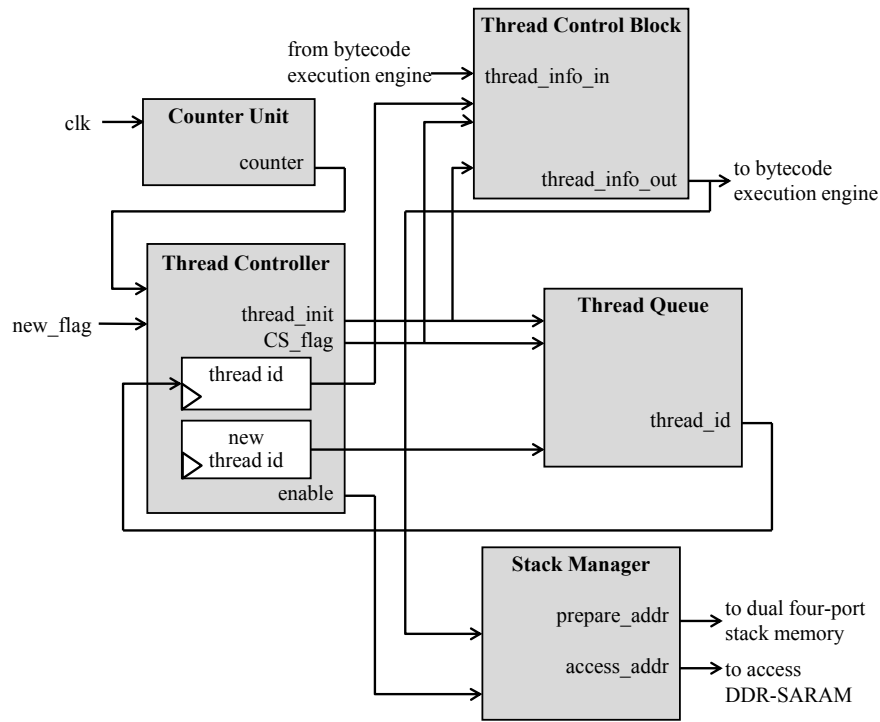 Thread Control Block
from bytecode
execution engine
thread_info_in
clk
Counter Unit
counter
thread_info_out
to bytecode
execution engine
Thread Controller
new_flag
thread_init
CS_flag
thread id
new
thread id
enable
Thread Queue
thread_id
Stack Manager
prepare_addr
to dual four-port
stack memory
access_addr
to access
DDR-SARAM